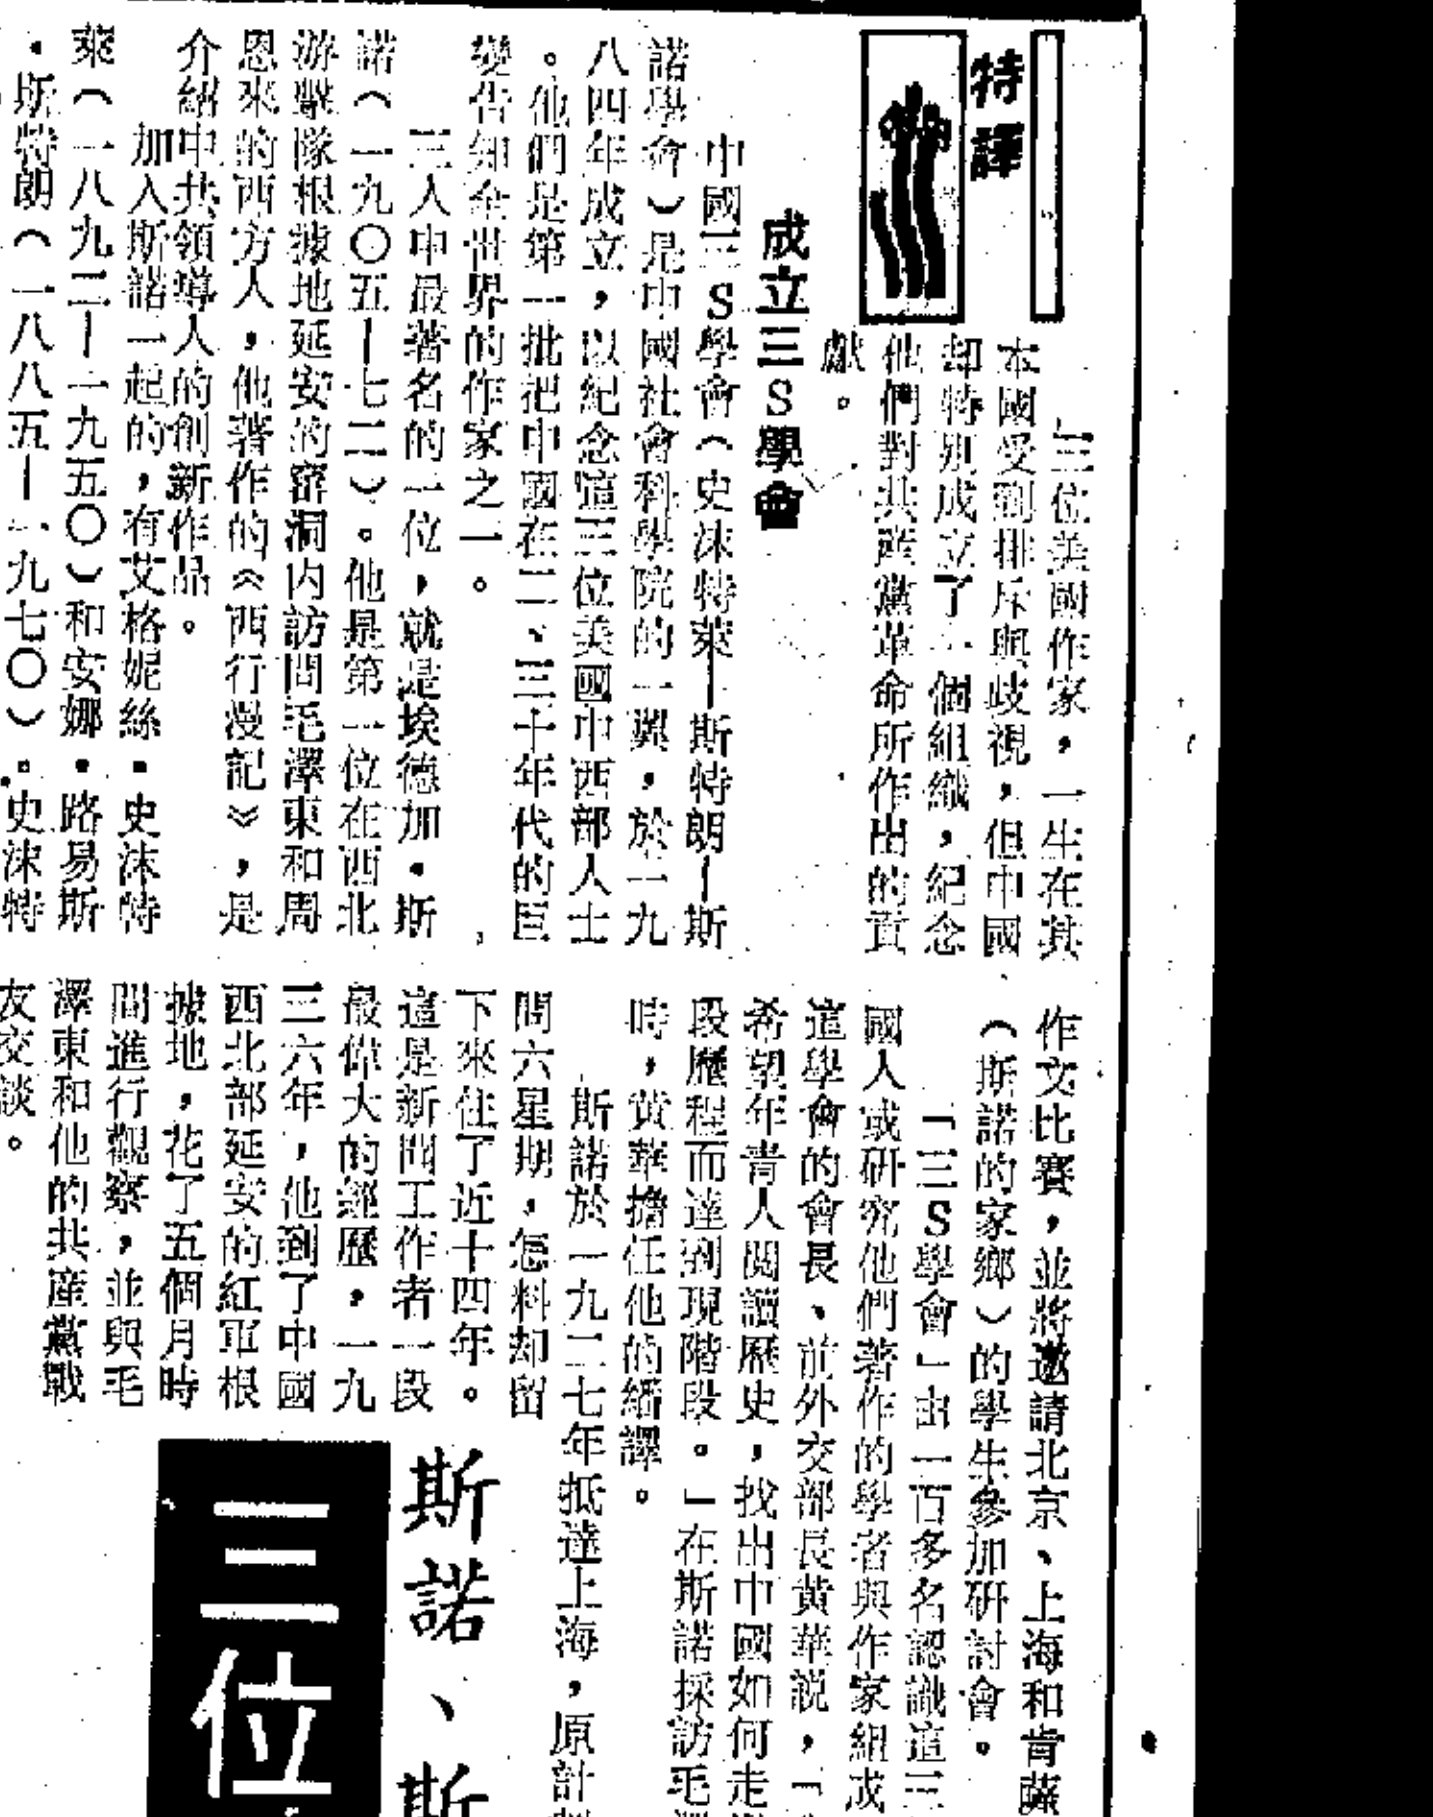 特譯
三位美國作家，一生在其
本國受到排斥與歧視，但中國
却特別成立了一個組織，紀念
他們對共產黨革命所作出的貢
獻。
成立三S學會
中國三S學會（史沫特萊—斯特朗—斯
諾學會）是中國社會科學院的一翼，於一九
八四年成立，以紀念這三位美國中西部人士
。他們是第一批把中國在二、三十年代的巨
變告知全世界的作家之一。
三人中最著名的一位，就是埃德加·斯
諾（一九〇五—七二）。他是第一位在西北
游擊隊根據地延安的窰洞內訪問毛澤東和周
恩來的西方人，他著作的《西行漫記》，是
介紹中共領導人的創新作品。
加入斯諾一起的，有艾格妮絲·史沫特
萊（一八九二—一九五〇）和安娜·路易斯
·斯特朗（一八八五—一九七〇）。史沫特
作文比賽，並將邀請北京、上海和肯薩
（斯諾的家鄉）的學生參加研討會。
「三S學會」由一百多名認識這三
國人或研究他們著作的學者與作家組成
這學會的會長、前外交部長黃華說，「
希望年青人閱讀歷史，找出中國如何走
段歷程而達到現階段。」在斯諾採訪毛
時，黃華擔任他的繙譯。
斯諾於一九二七年抵達上海，原計
問六星期，怎料却留
下來住了近十四年。
這是新聞工作者一段
最偉大的經歷，一九
三六年，他到了中國
西北部延安的紅軍根
據地，花了五個月時
間進行觀察，並與毛
澤東和他的共產黨戰
友交談。
斯諾、斯
三位